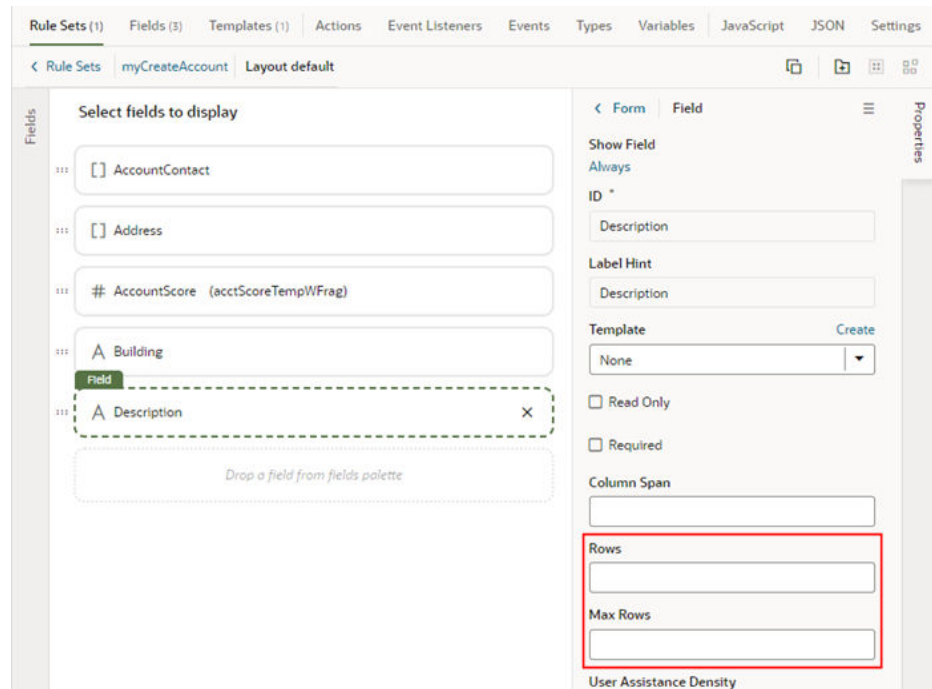 Rule Sets (1) Fields (3) Templates (1) Actions Event Listeners Events Types Variables JavaScript JSON Settings
Rule Sets myCreateAccount Layout default
Fields
Select fields to display
[] AccountContact
[] Address
# AccountScore (acctScoreTempWFrag)
A Building
Field
A Description
Drop a field from fields palette
Form Field
Show Field
Always
ID *
Description
Label Hint
Description
Template Create
None
Read Only
Required
Column Span
Rows
Max Rows
User Assistance Density
Properties